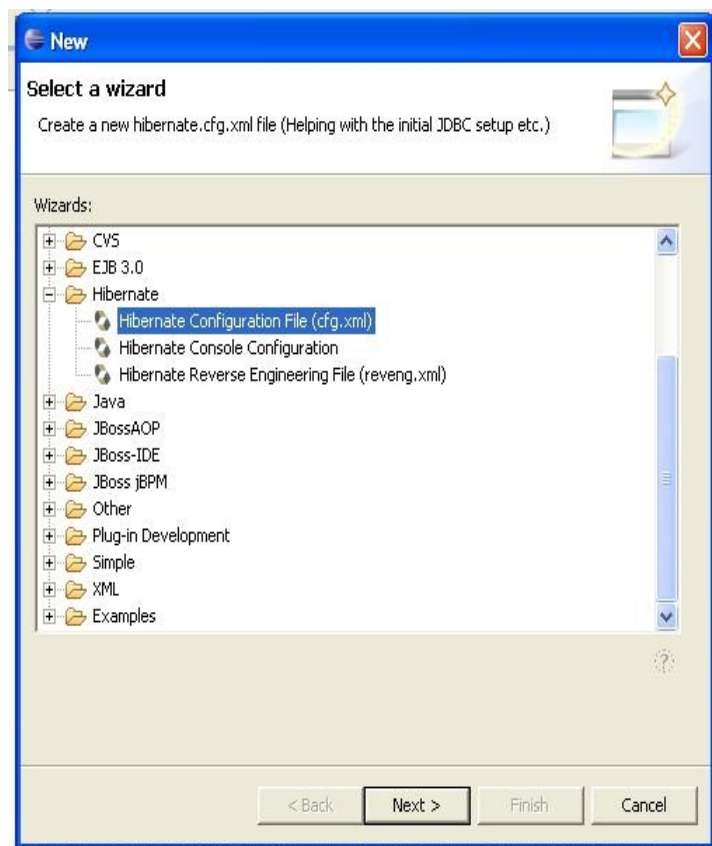 New
Select a wizard
Create a new hibernate.cfg.xml file (Helping with the initial JDBC setup etc.)
Wizards:
CVS
EJB 3.0
Hibernate
Hibernate Configuration File (cfg.xml)
Hibernate Console Configuration
Hibernate Reverse Engineering File (reveng.xml)
Java
JBossAOP
JBoss-IDE
JBoss jBPM
Other
Plug-in Development
Simple
XML
Examples
?
< Back Next > Finish Cancel